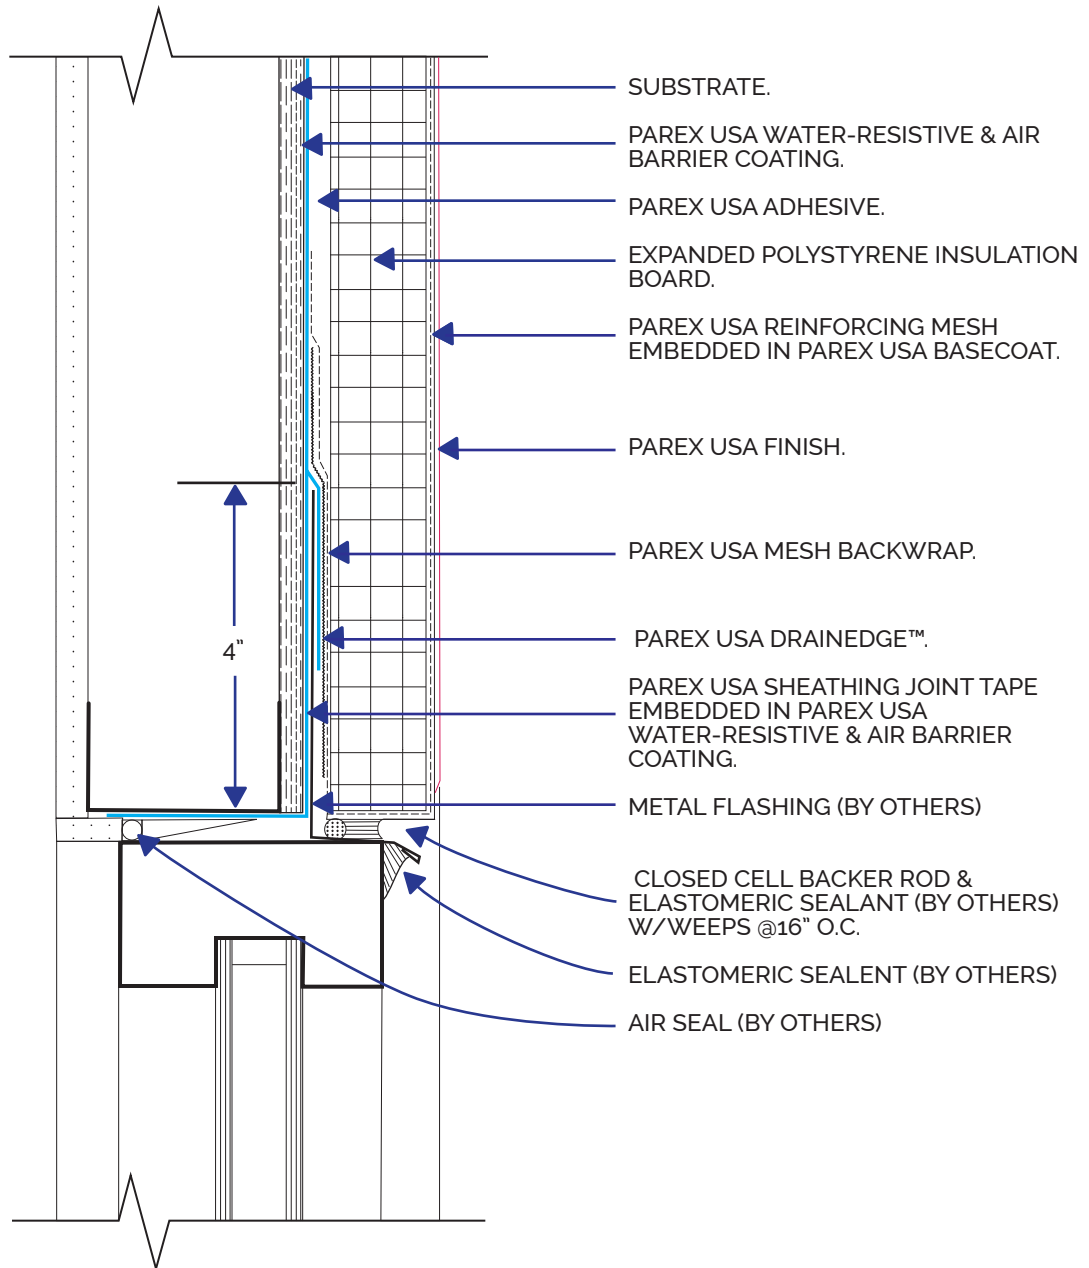 SUBSTRATE.
PAREX USA WATER-RESISTIVE & AIR
BARRIER COATING.
PAREX USA ADHESIVE.
EXPANDED POLYSTYRENE INSULATION
BOARD.
PAREX USA REINFORCING MESH
EMBEDDED IN PAREX USA BASECOAT.
PAREX USA FINISH.
PAREX USA MESH BACKWRAP.
4"
PAREX USA DRAINEDGE™.
PAREX USA SHEATHING JOINT TAPE
EMBEDDED IN PAREX USA
WATER-RESISTIVE & AIR BARRIER
COATING.
METAL FLASHING (BY OTHERS)
CLOSED CELL BACKER ROD &
ELASTOMERIC SEALANT (BY OTHERS)
W/WEEPS @16" O.C.
ELASTOMERIC SEALENT (BY OTHERS)
AIR SEAL (BY OTHERS)